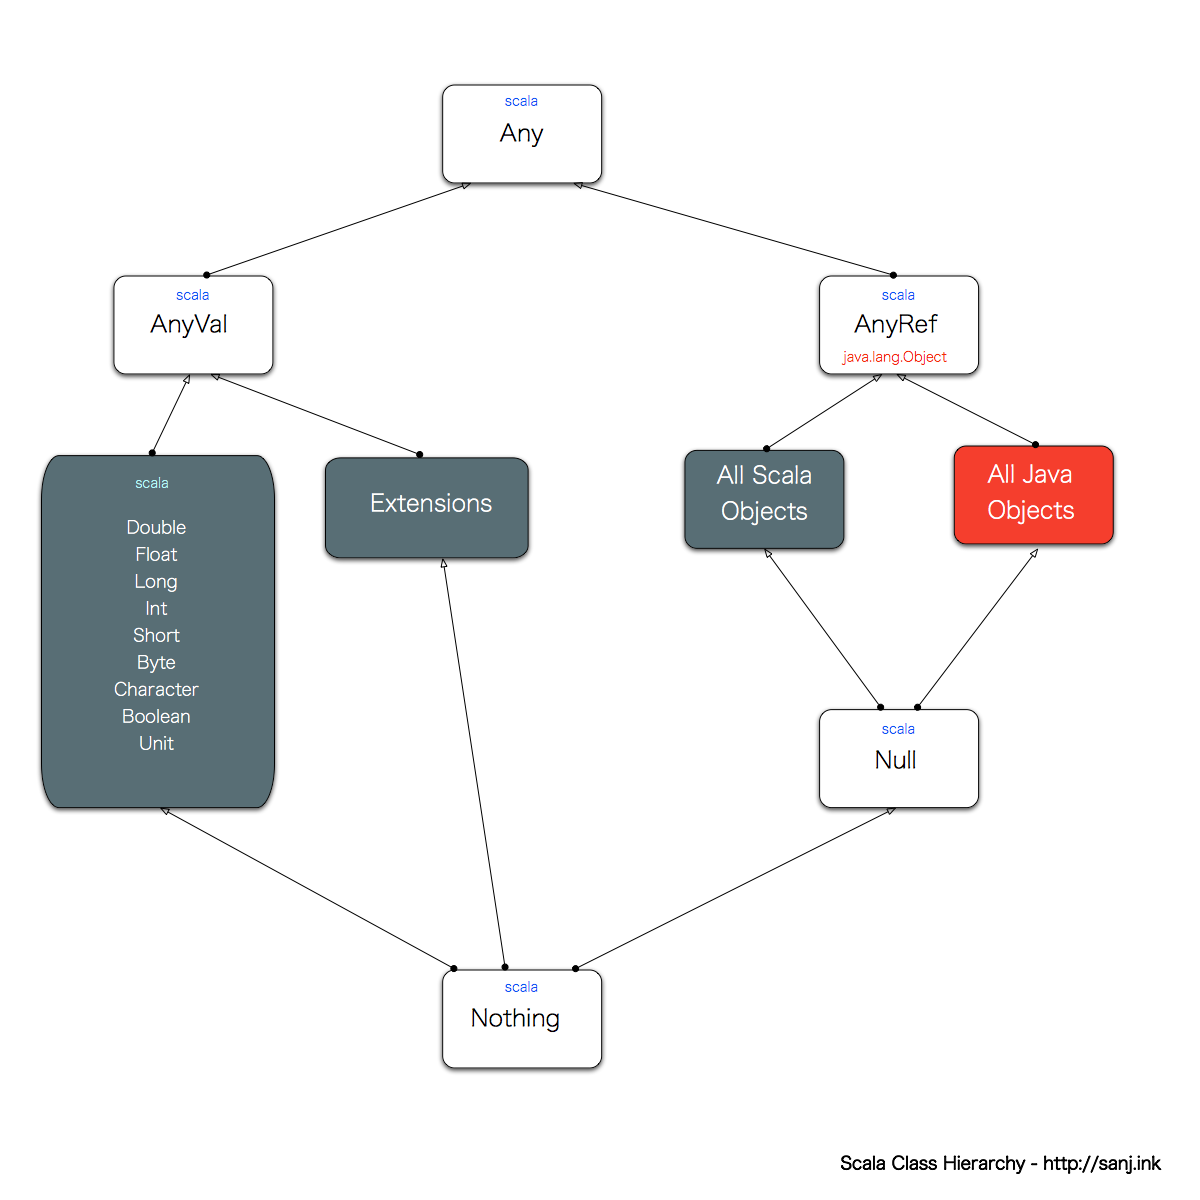 scala
Any
scala
AnyVal
scala
AnyRef
java.lang.Object
scala
Double
Float
Long
Int
Short
Byte
Character
Boolean
Unit
Extensions
All Scala
Objects
All Java
Objects
scala
Null
scala
Nothing
Scala Class Hierarchy - http://sanj.ink